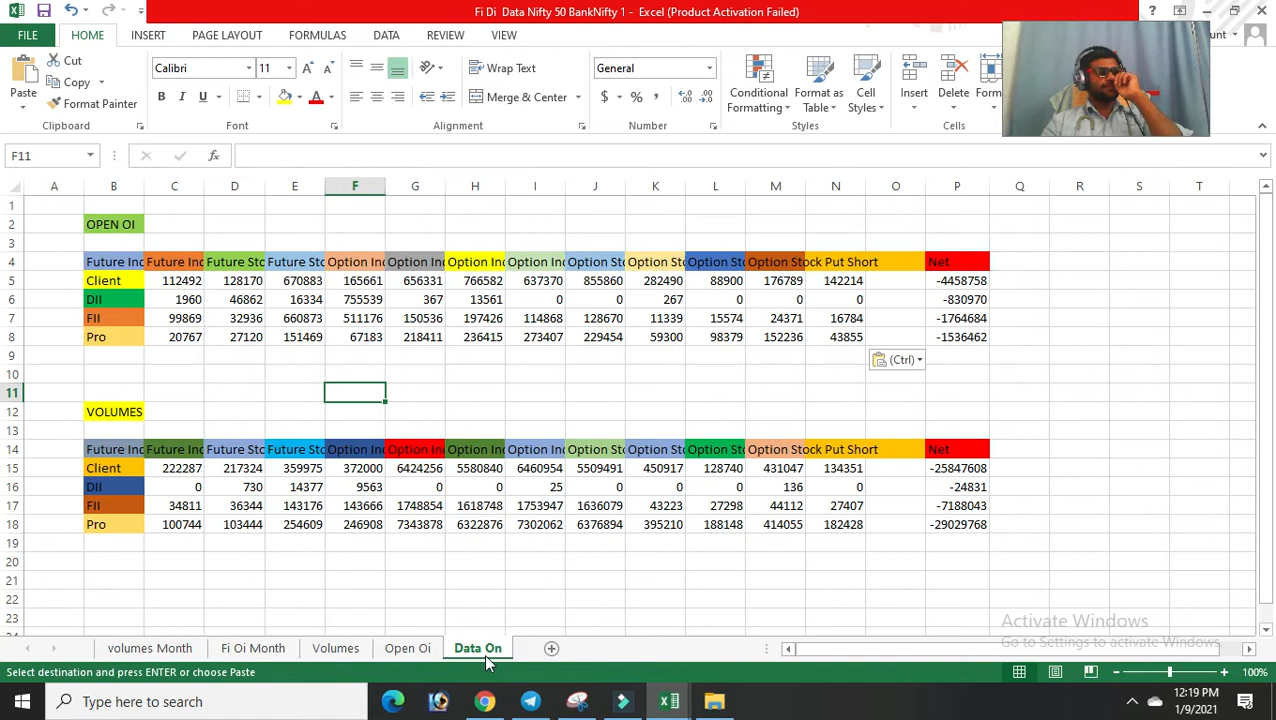 Fi Di Data Nifty 50 BankNifty 1 - Excel (Product Activation Failed)
FILE HOME INSERT PAGE LAYOUT FORMULAS DATA REVIEW VIEW
Cut
Copy
Format Painter
Paste
Clipboard
Calibri 11
B I U
Font
Wrap Text
Merge & Center
Alignment
General
$ % ,
Number
Conditional Formatting
Format as Table
Cell Styles
Styles
Insert
Delete
Cells
F11
A B C D E F G H I J K L M N O P Q R S T
1
2 OPEN OI
3
4 Future Inc Future Inc Future Sto Future Sto Option Inc Option Inc Option Inc Option Inc Option Sto Option Sto Option Sto Option Stock Put Short Net
5 Client 112492 128170 670883 165661 656331 766582 637370 855860 282490 88900 176789 142214 -4458758
6 DII 1960 46862 16334 755539 367 13561 0 0 267 0 0 0 -830970
7 FII 99869 32936 660873 511176 150536 197426 114868 128670 11339 15574 24371 16784 -1764684
8 Pro 20767 27120 151469 67183 218411 236415 273407 229454 59300 98379 152236 43855 -1536462
9 (Ctrl)
10
11
12 VOLUMES
13
14 Future Inc Future Inc Future Sto Future Sto Option Inc Option Inc Option Inc Option Inc Option Sto Option Sto Option Sto Option Stock Put Short Net
15 Client 222287 217324 359975 372000 6424256 5580840 6460954 5509491 450917 128740 431047 134351 -25847608
16 DII 0 730 14377 9563 0 0 25 0 0 0 136 0 -24831
17 FII 34811 36344 143176 143666 1748854 1618748 1753947 1636079 43223 27298 44112 27407 -7188043
18 Pro 100744 103444 254609 246908 7343878 6322876 7302062 6376894 395210 188148 414055 182428 -29029768
19
20
21
22
23
Activate Windows
Go to Settings to activate Windows.
volumes Month Fi Oi Month Volumes Open Oi Data On
Select destination and press ENTER or choose Paste
100%
Type here to search
12:19 PM
1/9/2021